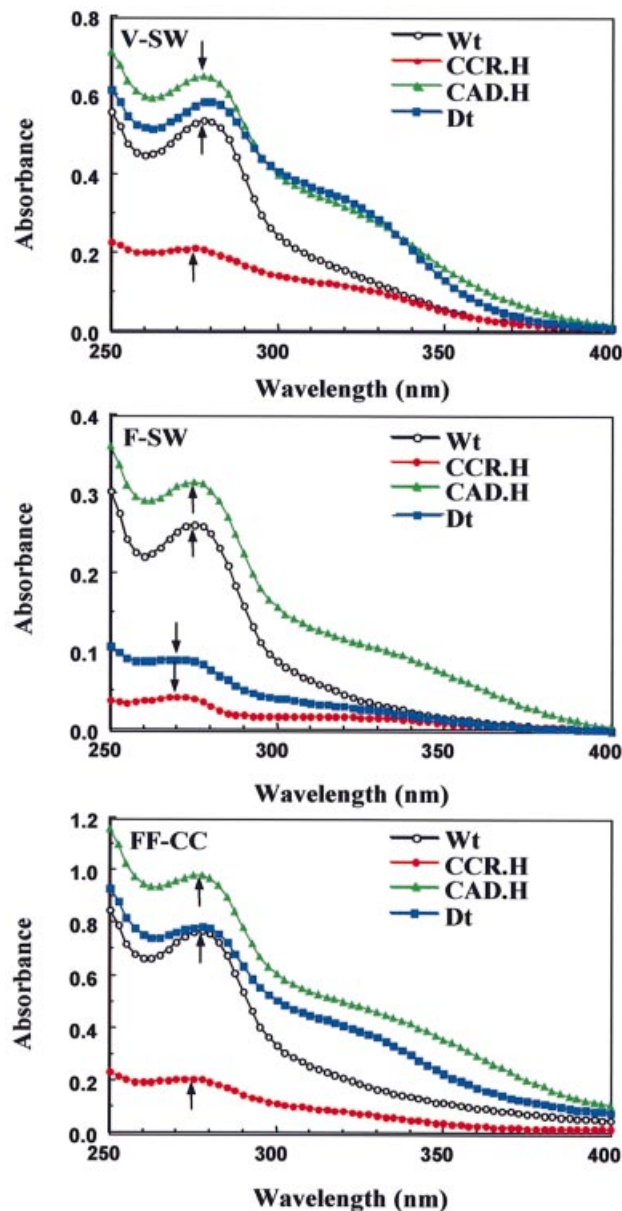 0.8
V-SW
Wt
CCR.H
CAD.H
Dt
0.6
0.4
0.2
0.0
Absorbance
250
300
350
400
Wavelength (nm)
0.4
F-SW
Wt
CCR.H
CAD.H
Dt
0.3
0.2
0.1
0.0
Absorbance
250
300
350
400
Wavelength (nm)
1.2
FF-CC
Wt
CCR.H
CAD.H
Dt
1.0
0.8
0.6
0.4
0.2
0.0
Absorbance
250
300
350
400
Wavelength (nm)